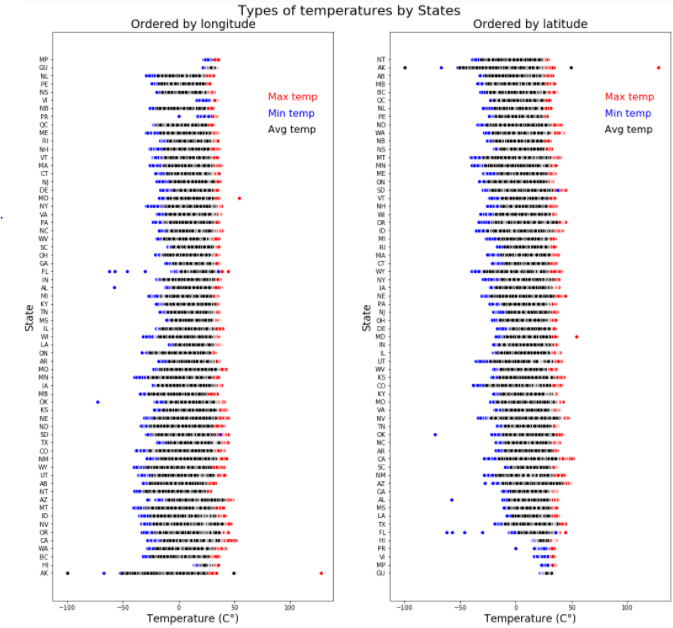 Types of temperatures by States
Ordered by longitude
MP
GU
NL
PE
NS
VI
NB
PR
QC
ME
RI
NH
VT
MA
CT
NJ
DE
MD
NY
VA
PA
NC
WV
SC
OH
GA
FL
IN
AL
MI
KY
TN
MS
IL
WI
LA
ON
AR
MO
MN
IA
MB
OK
KS
NE
ND
SD
TX
CO
NM
WY
UT
AB
NT
AZ
MT
ID
NV
OR
CA
WA
BC
HI
AK
State
Max temp
Min temp
Avg temp
−100
−50
0
50
100
Temperature (C°)
Ordered by latitude
NT
AK
AB
MB
BC
QC
NL
PE
ND
WA
NB
NS
MT
MN
ME
ON
SD
VT
NH
WI
OR
ID
MI
RI
MA
CT
WY
NY
IA
NE
PA
NJ
OH
DE
MD
IN
IL
UT
WV
KS
CO
KY
MO
VA
NV
TN
OK
NC
AR
CA
SC
NM
AZ
GA
AL
MS
LA
TX
FL
HI
PR
VI
MP
GU
State
Max temp
Min temp
Avg temp
−100
−50
0
50
100
Temperature (C°)